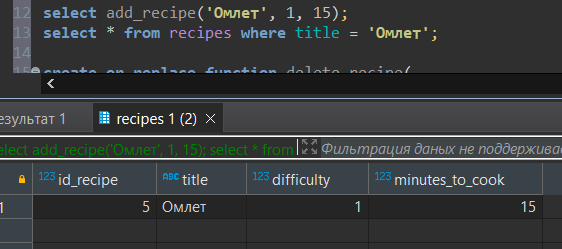 12 select add_recipe('Омлет', 1, 15);
13 select * from recipes where title = 'Омлет';
14
create or replace function delete_recipe(
езультат 1 recipes 1 (2)
elect add_recipe('Омлет', 1, 15); select * from Фильтрация даных не поддержива
123 id_recipe ABC title 123 difficulty 123 minutes_to_cook
1 5 Омлет 1 15